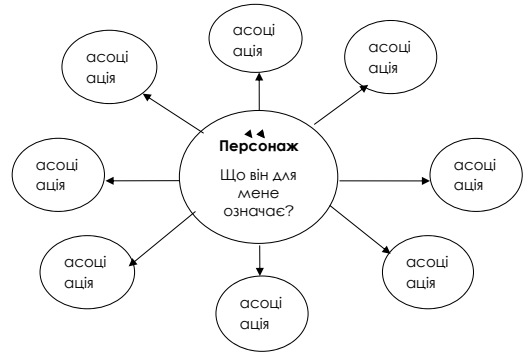 асоці
ація
асоці
ація
асоці
ація
Персонаж
Що він для
мене
означає?
асоці
ація
асоці
ація
асоці
ація
асоці
ація
асоці
ація